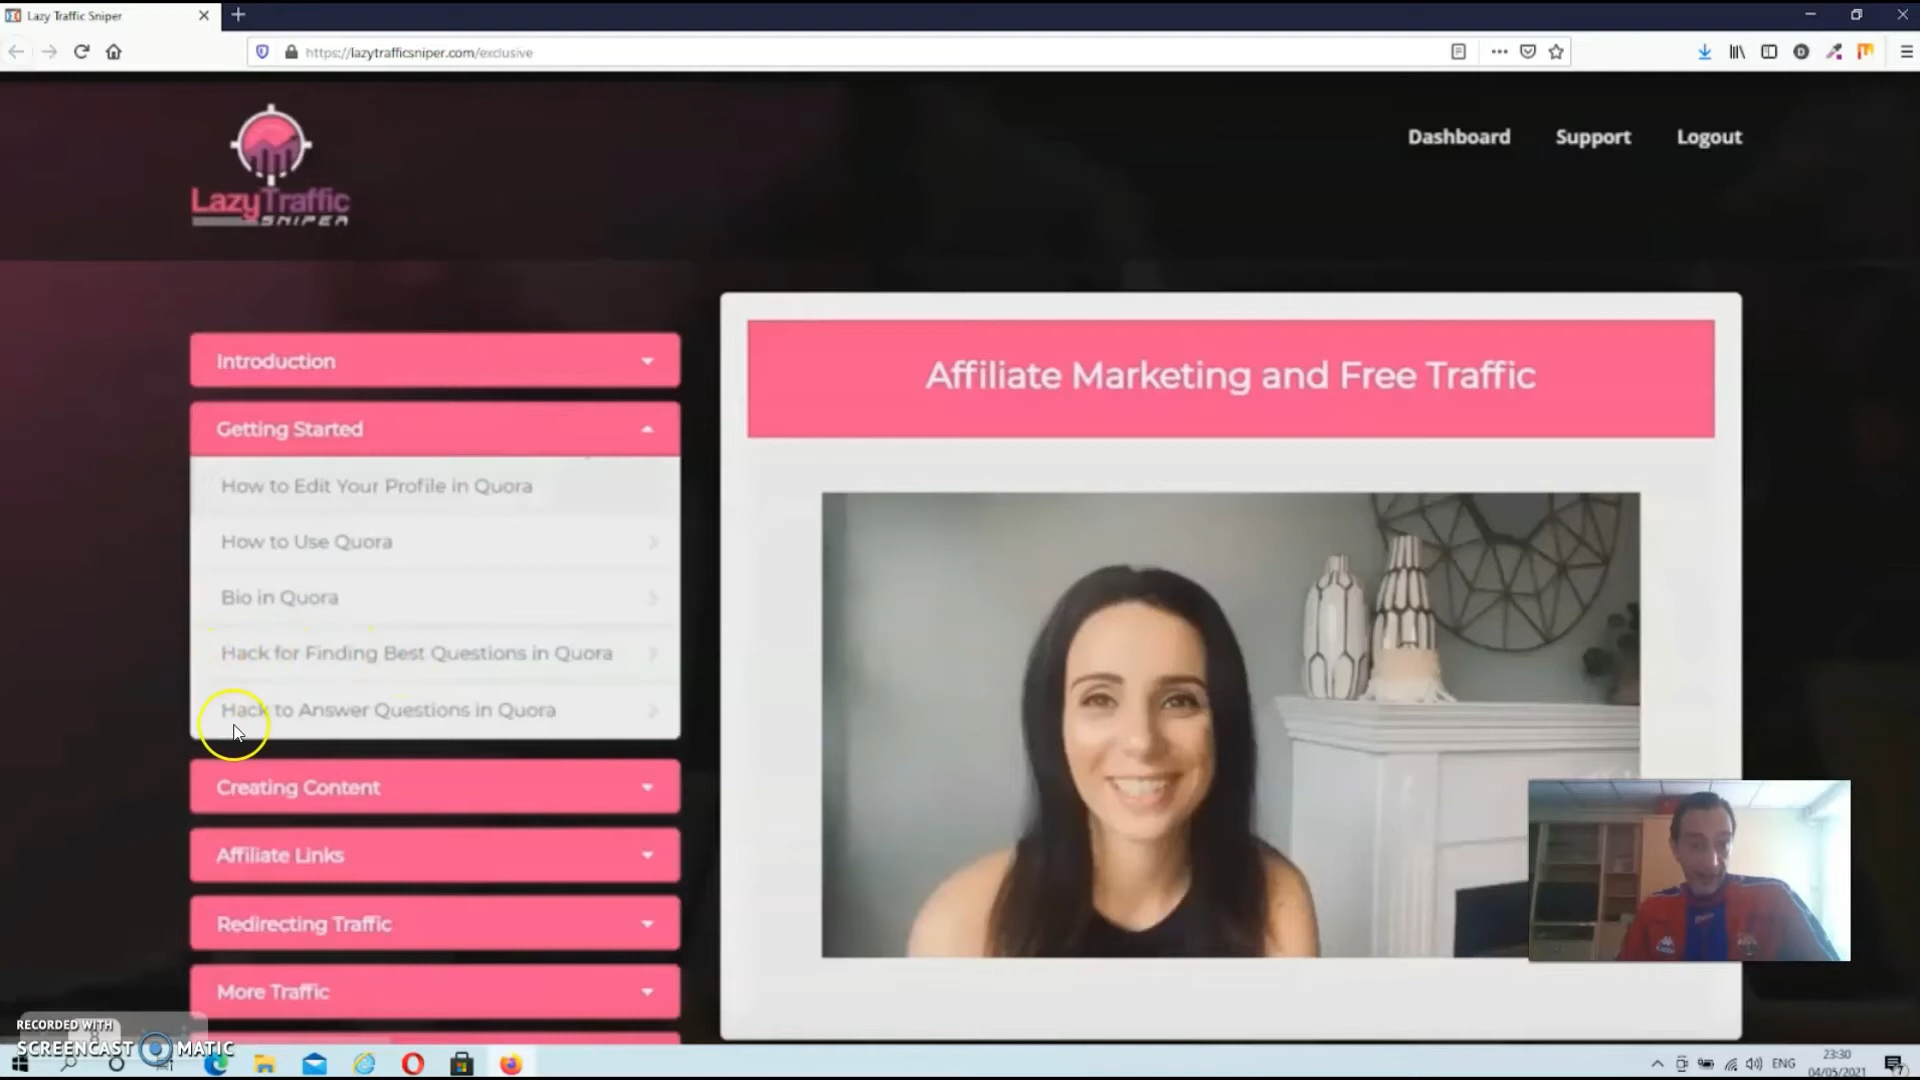 Lazy Traffic Sniper
https://lazytrafficsniper.com/exclusive
LazyTraffic
SNIPER
Dashboard
Support
Logout
Introduction
Getting Started
How to Edit Your Profile in Quora
How to Use Quora
Bio in Quora
Hack for Finding Best Questions in Quora
Hack to Answer Questions in Quora
Creating Content
Affiliate Links
Redirecting Traffic
More Traffic
Affiliate Marketing and Free Traffic
RECORDED WITH
SCREENCAST MATIC
ENG
23:30
04/05/2021